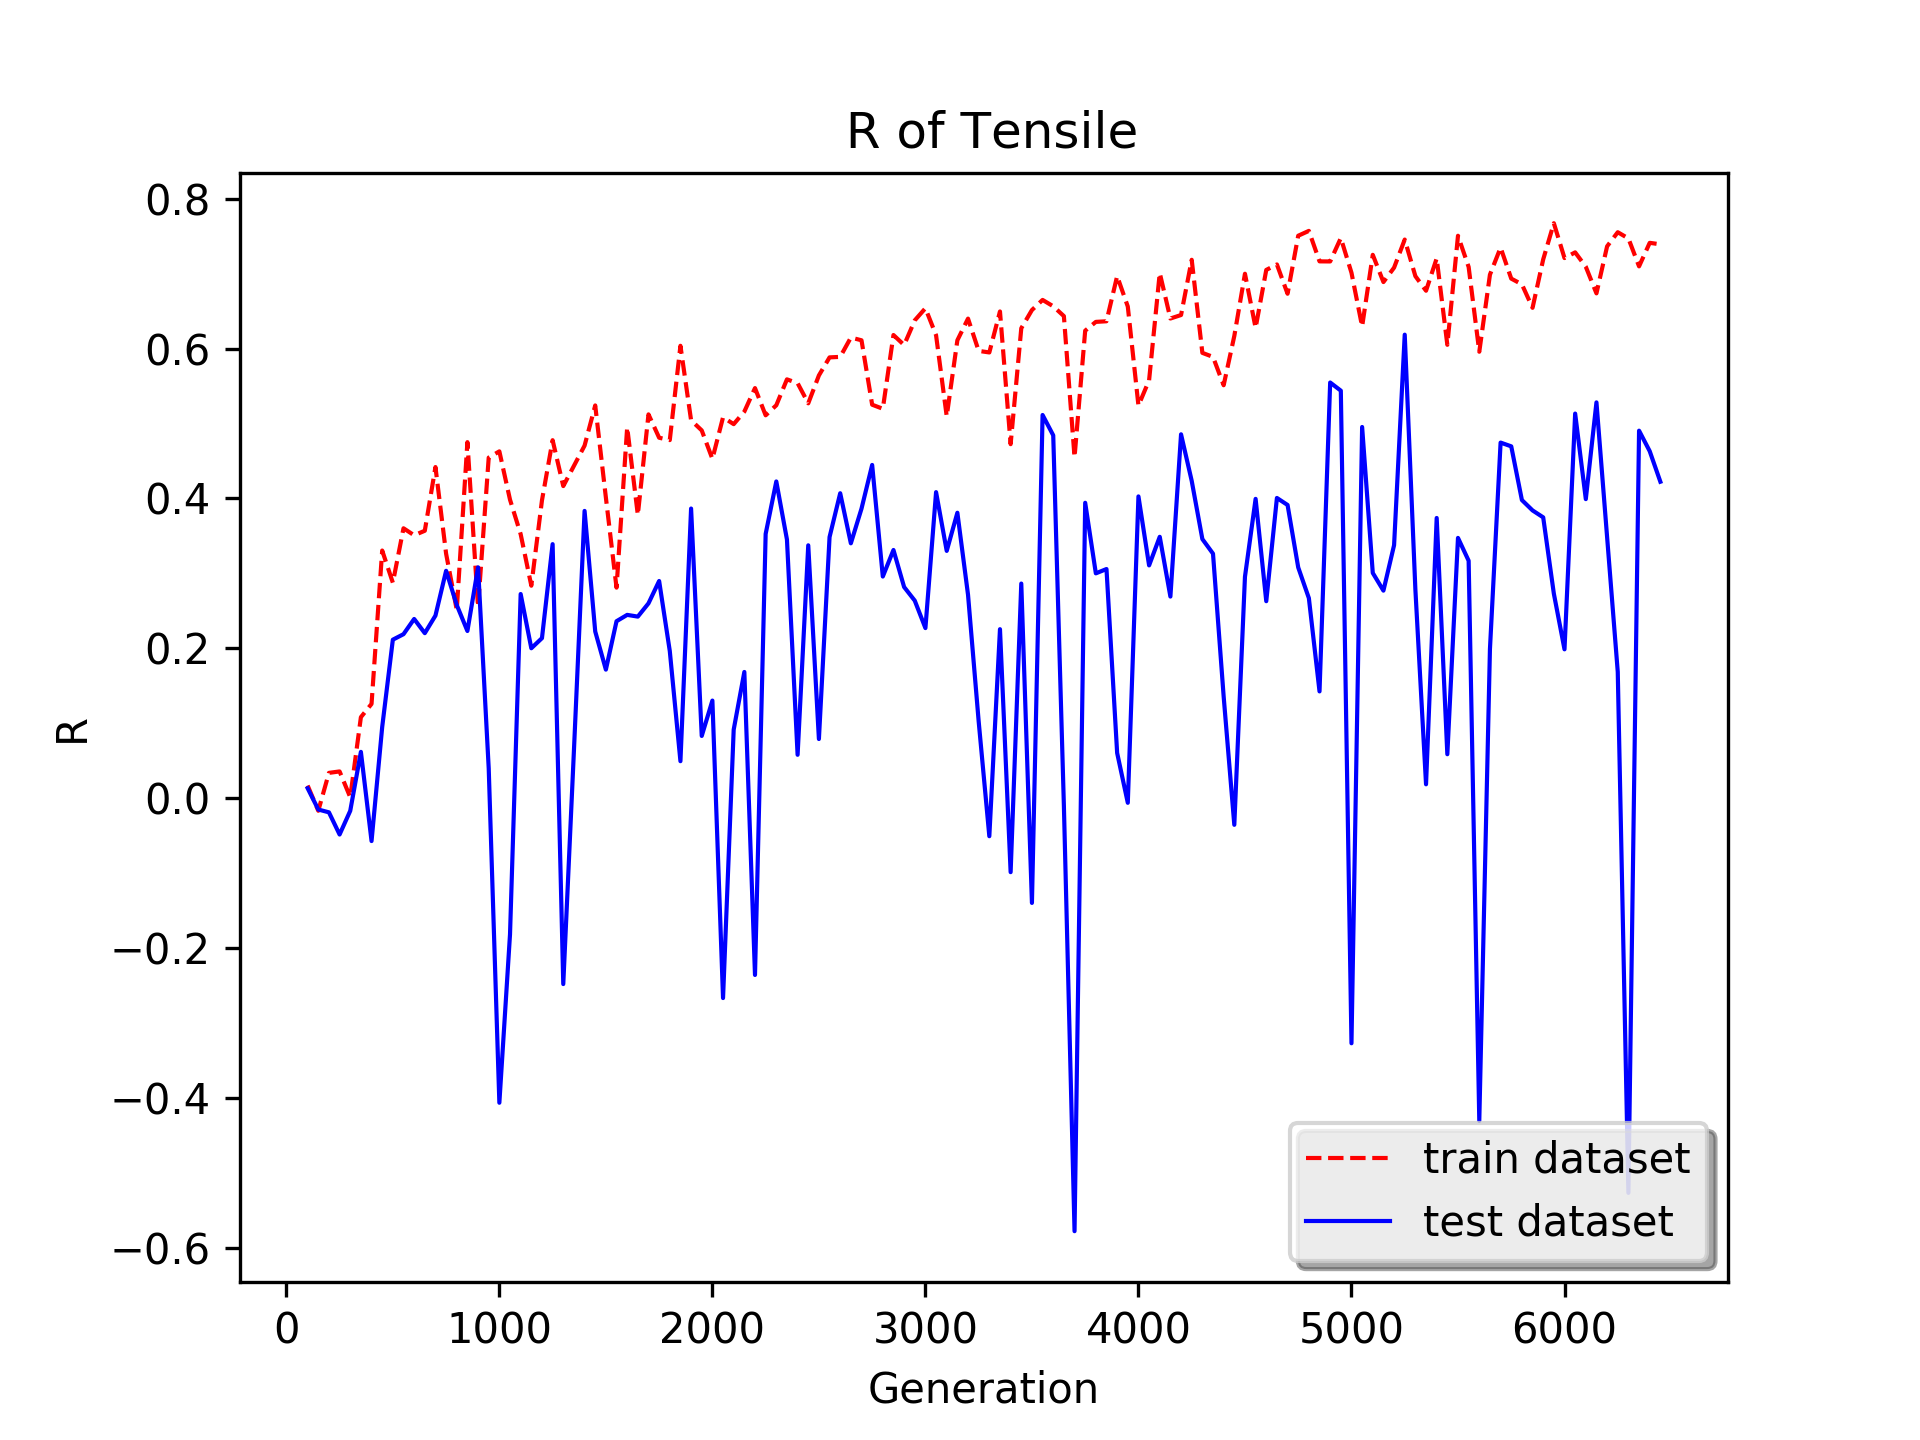 R of Tensile
0.8
0.6
0.4
0.2
0.0
−0.2
−0.4
−0.6
R
train dataset
test dataset
0 1000 2000 3000 4000 5000 6000
Generation